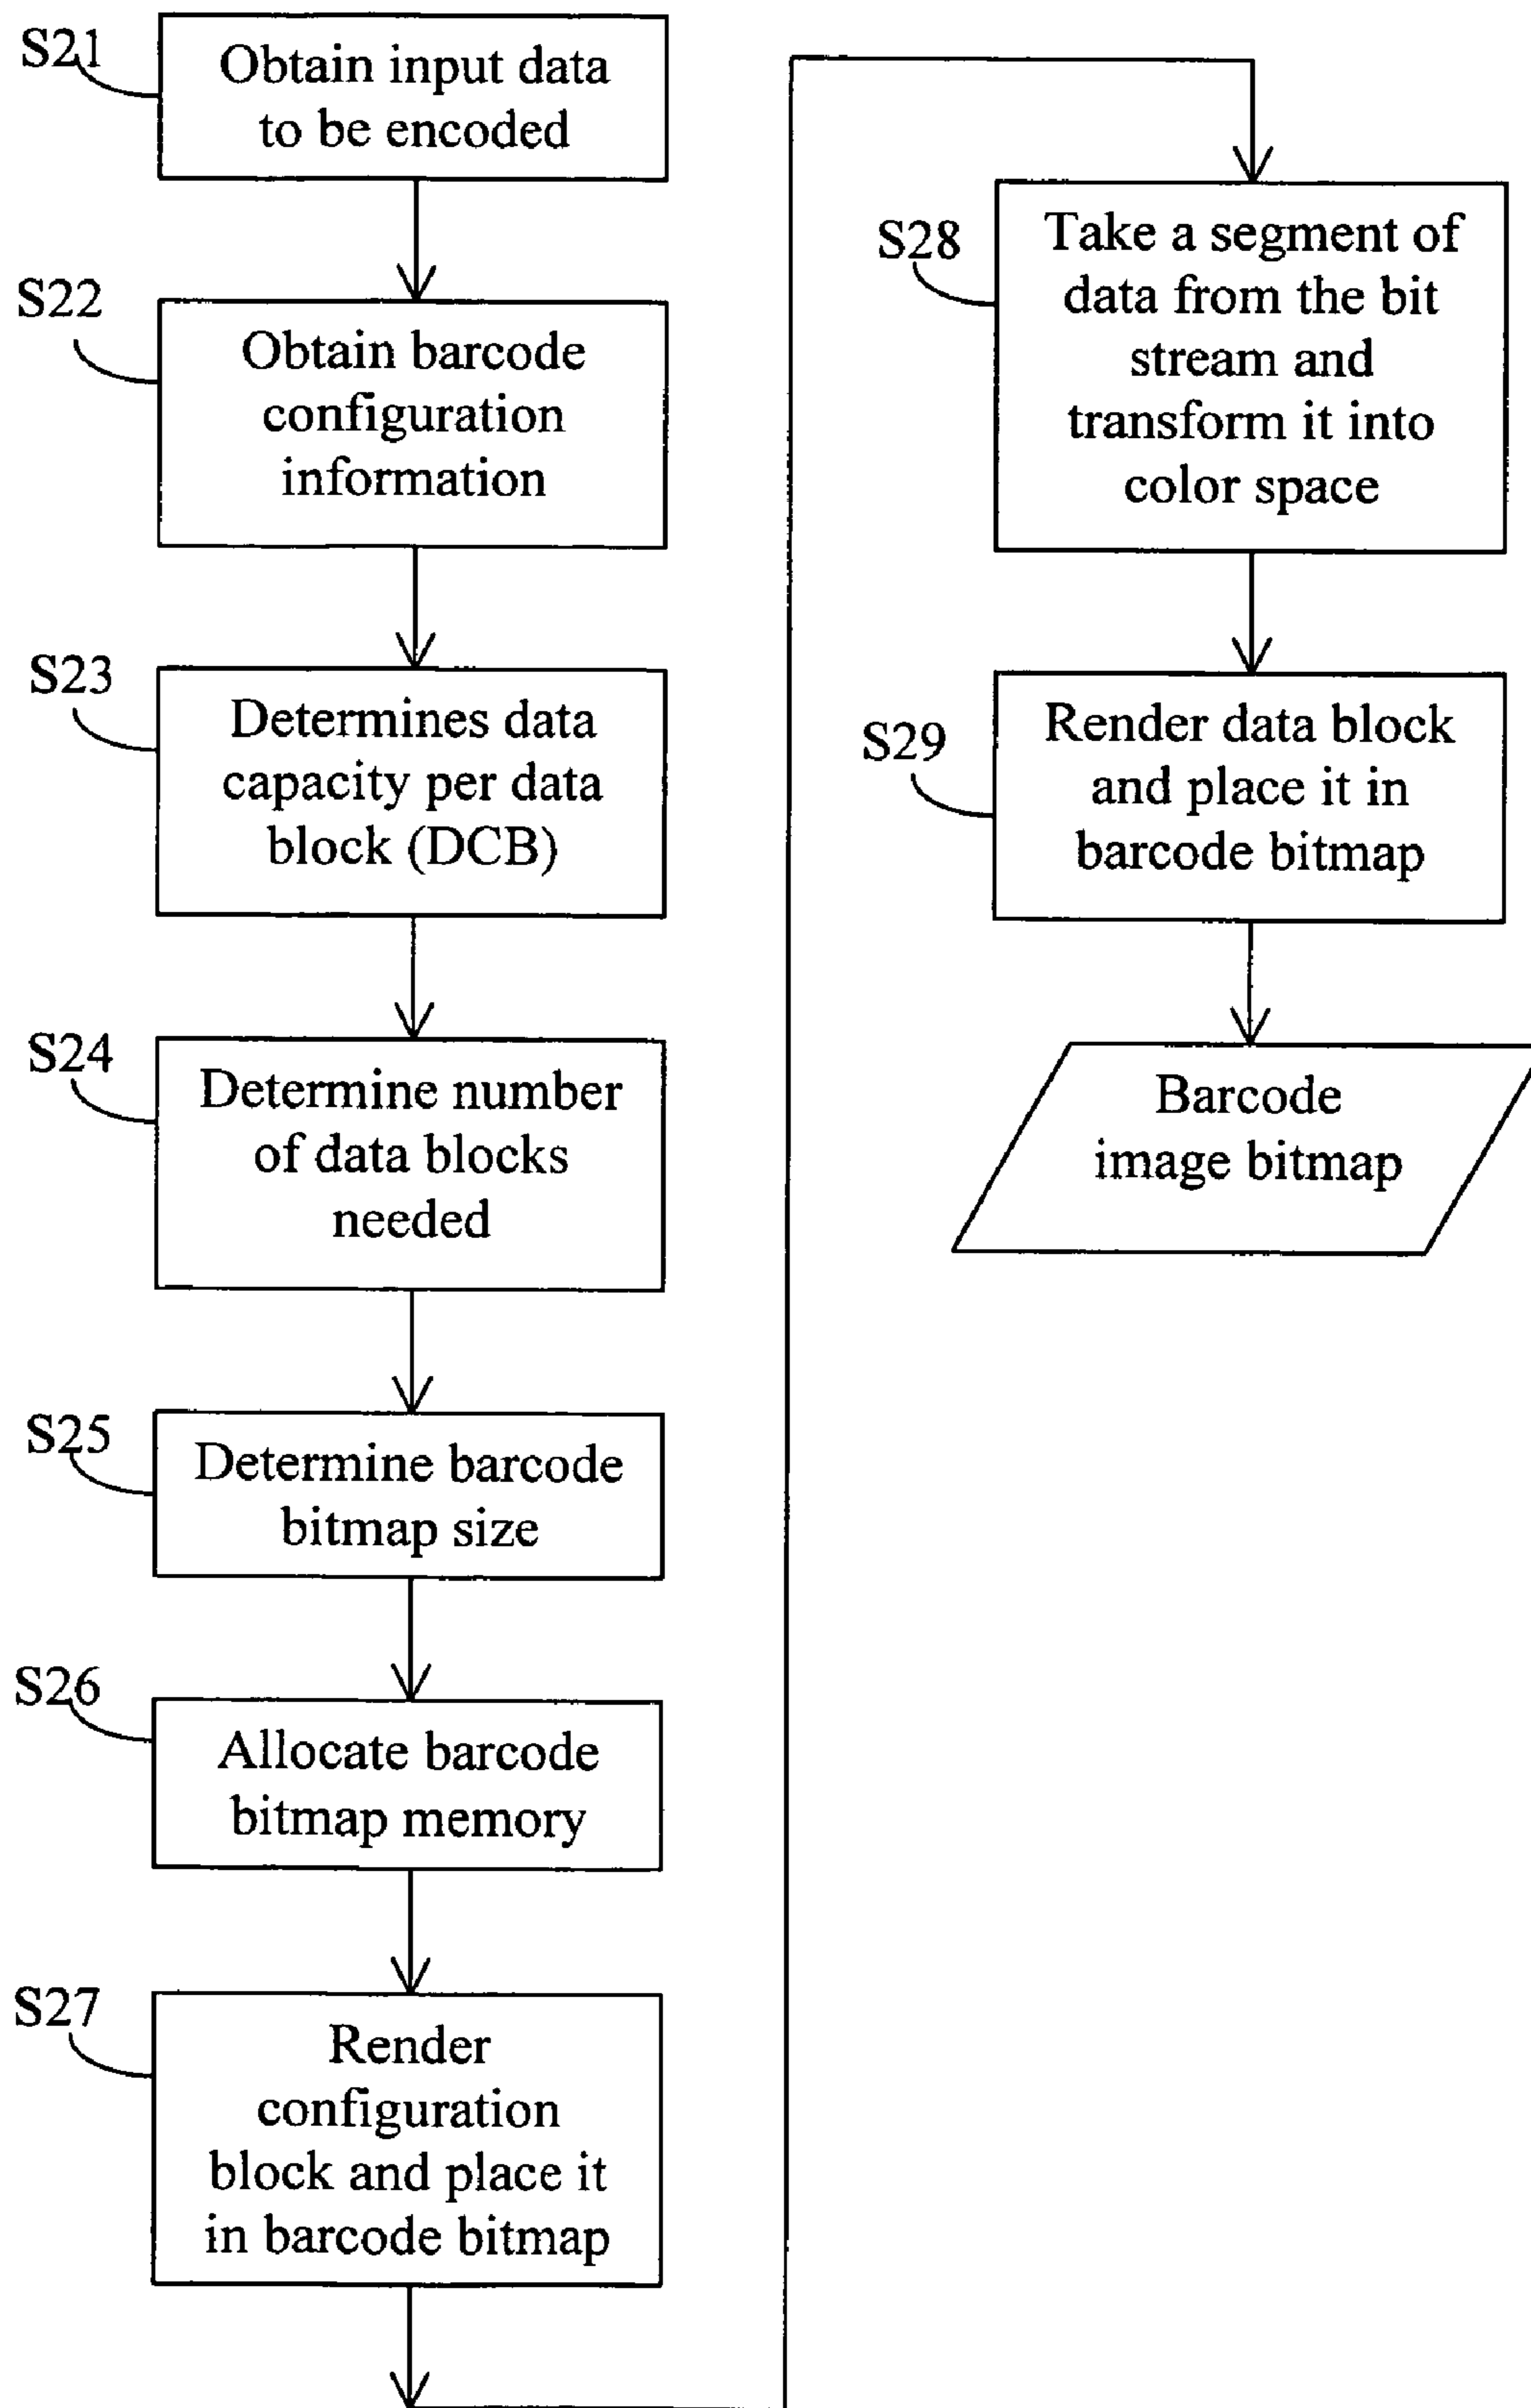 S21
Obtain input data
to be encoded
S22
Obtain barcode
configuration
information
S23
Determines data
capacity per data
block (DCB)
S24
Determine number
of data blocks
needed
S25
Determine barcode
bitmap size
S26
Allocate barcode
bitmap memory
S27
Render
configuration
block and place it
in barcode bitmap
S28
Take a segment of
data from the bit
stream and
transform it into
color space
S29
Render data block
and place it in
barcode bitmap
Barcode
image bitmap